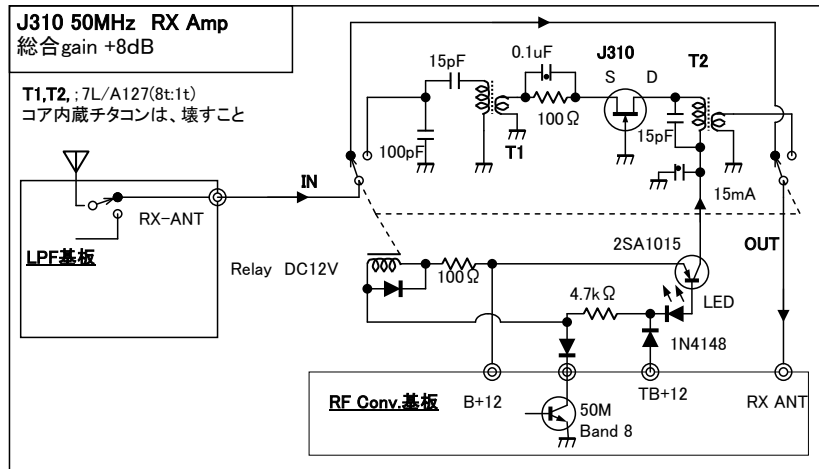 J310 50MHz RX Amp
総合gain +8dB
T1,T2, ;7L/A127(8t:1t)
コア内蔵チタコンは、壊すこと
15pF
0.1uF
J310
T2
S
D
100Ω
15pF
100pF
T1
IN
15mA
RX-ANT
LPF基板
2SA1015
OUT
Relay DC12V
100Ω
LED
4.7kΩ
1N4148
RF Conv.基板
B+12
TB+12
RX ANT
50M
Band 8